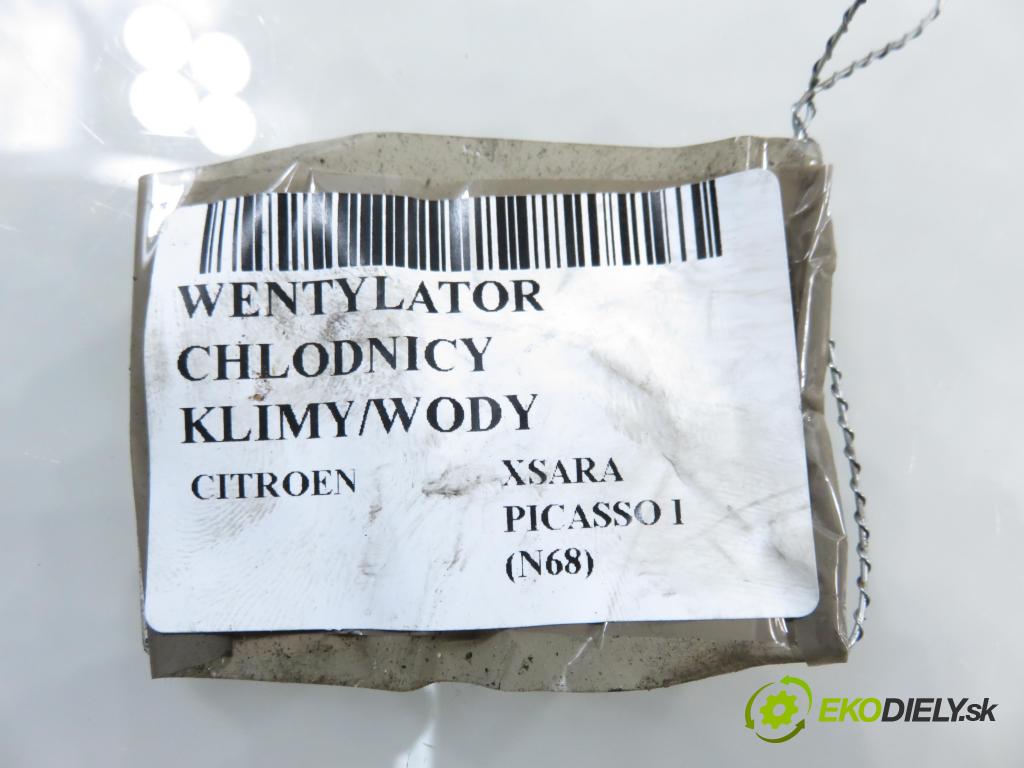 WENTYLATOR
CHLODNICY
KLIMY/WODY
CITROEN
XSARA
PICASSO I
(N68)
EKODIELY.sk